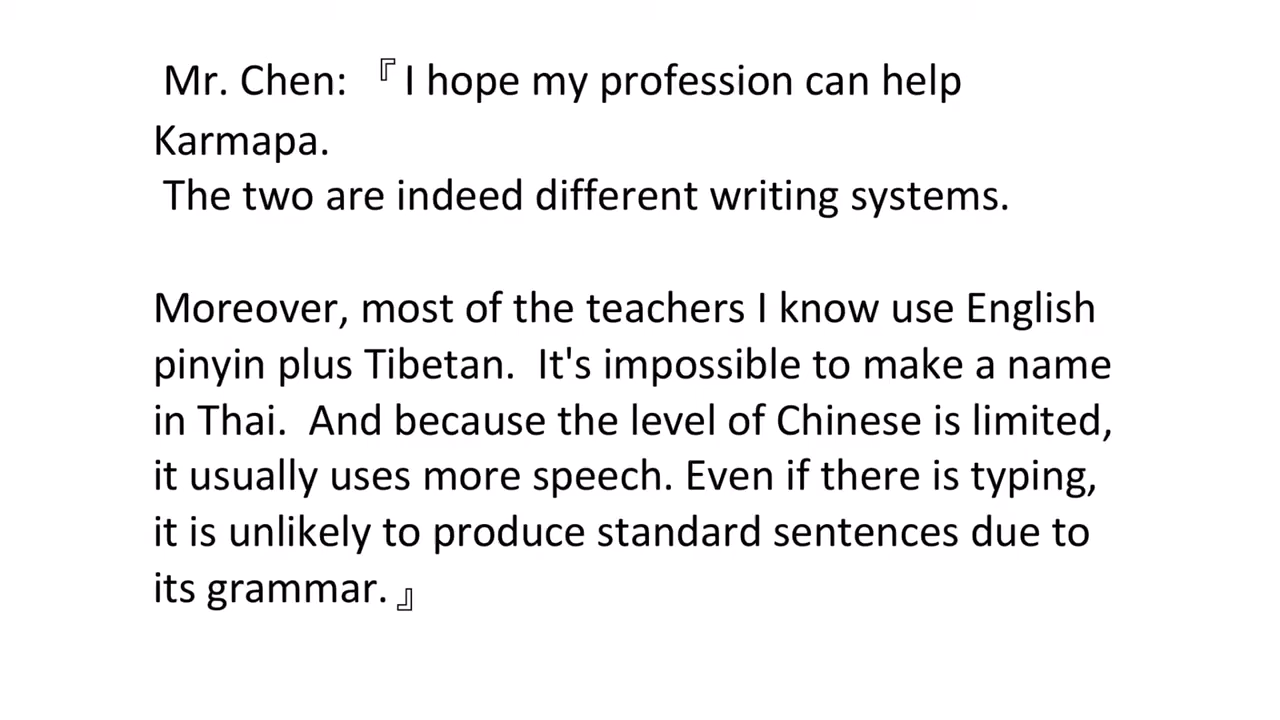 Mr. Chen: 『I hope my profession can help
Karmapa.
The two are indeed different writing systems.
Moreover, most of the teachers I know use English
pinyin plus Tibetan. It's impossible to make a name
in Thai. And because the level of Chinese is limited,
it usually uses more speech. Even if there is typing,
it is unlikely to produce standard sentences due to
its grammar.』